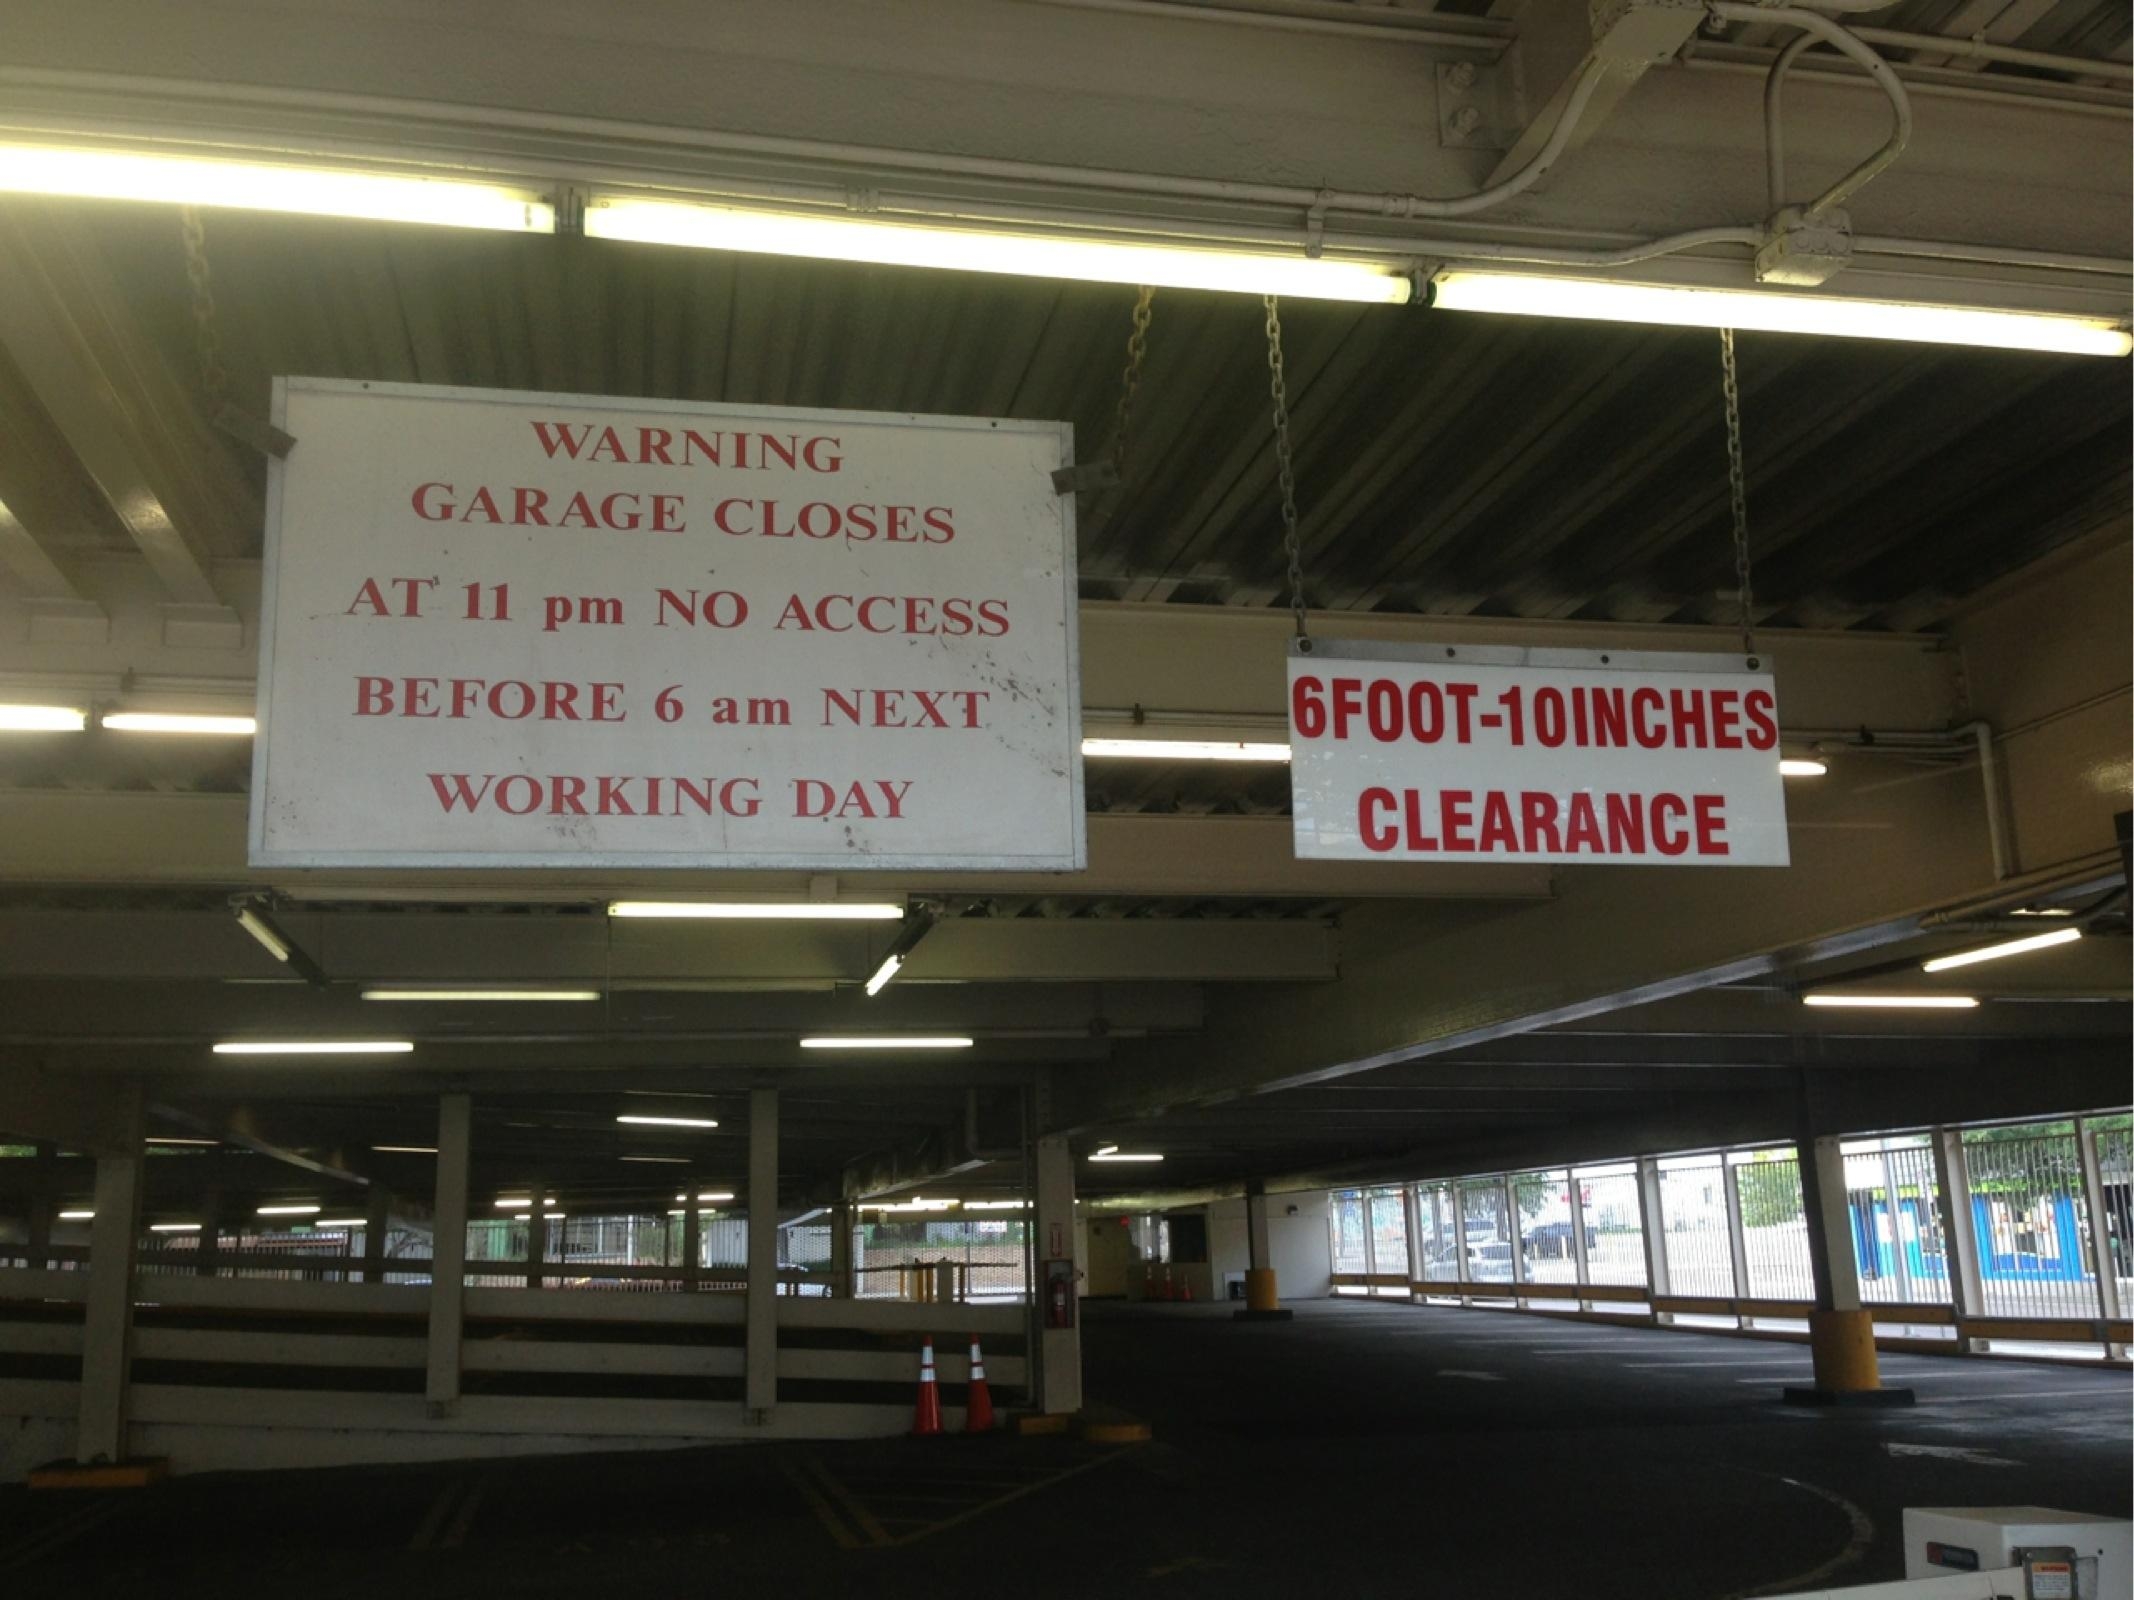 WARNING
GARAGE CLOSES
AT 11 pm NO ACCESS
BEFORE 6 am NEXT
WORKING DAY
6FOOT-10INCHES
CLEARANCE